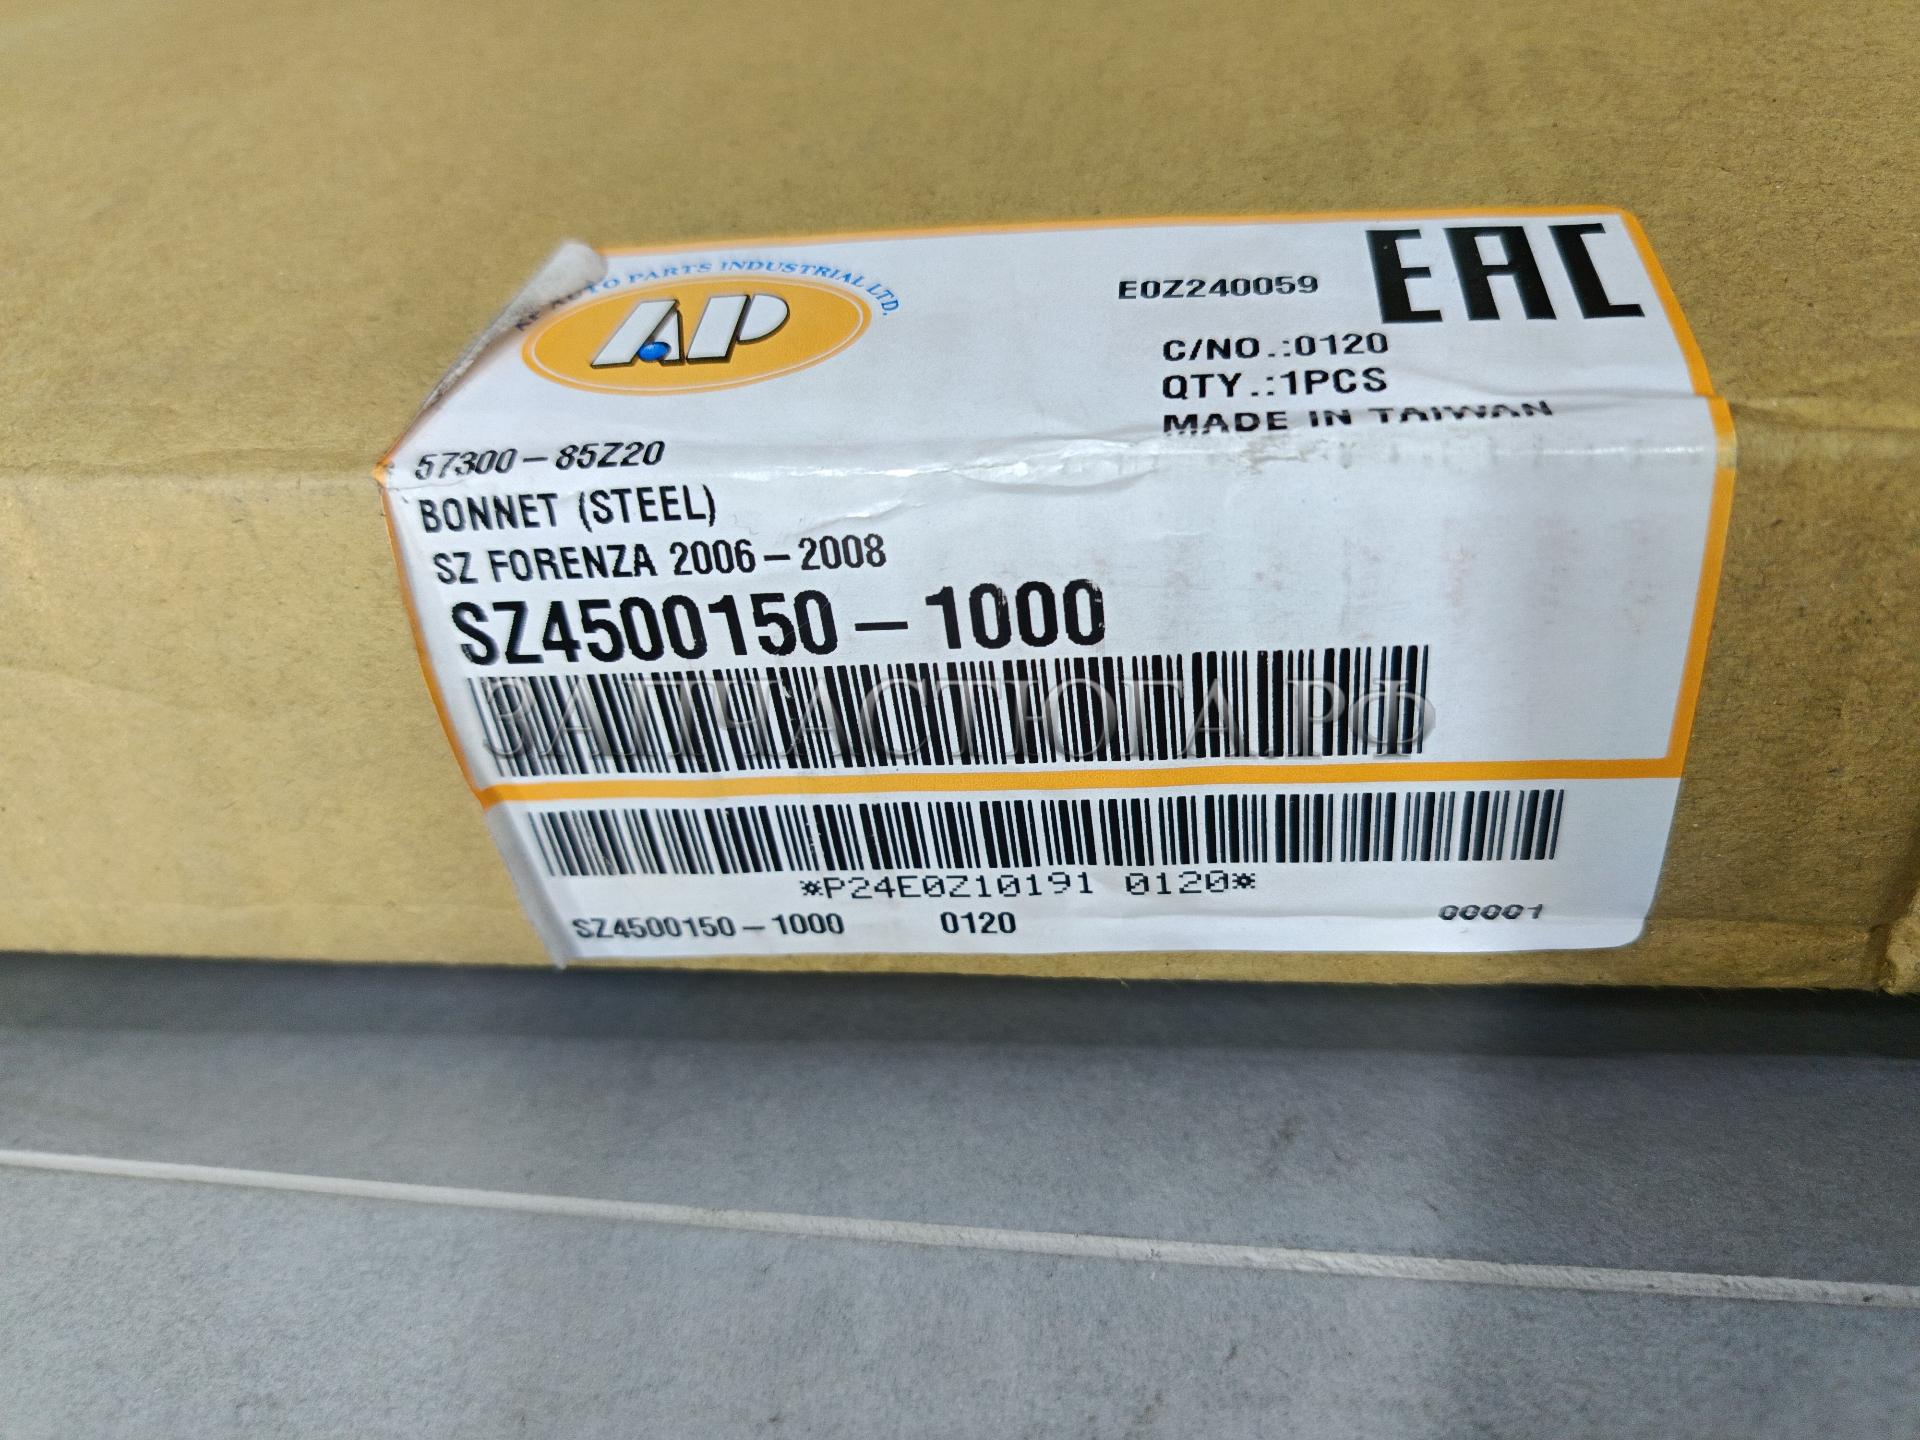 AP AUTO PARTS INDUSTRIAL LTD.
AP
E0Z240059
EAC
C/NO.:0120
QTY.:1PCS
MADE IN TAIWAN
57300-85Z20
BONNET (STEEL)
SZ FORENZA 2006-2008
SZ4500150-1000
ЗАПЧАСТЮГА.РФ
*P24E0Z10191 0120*
SZ4500150-1000 0120 00001